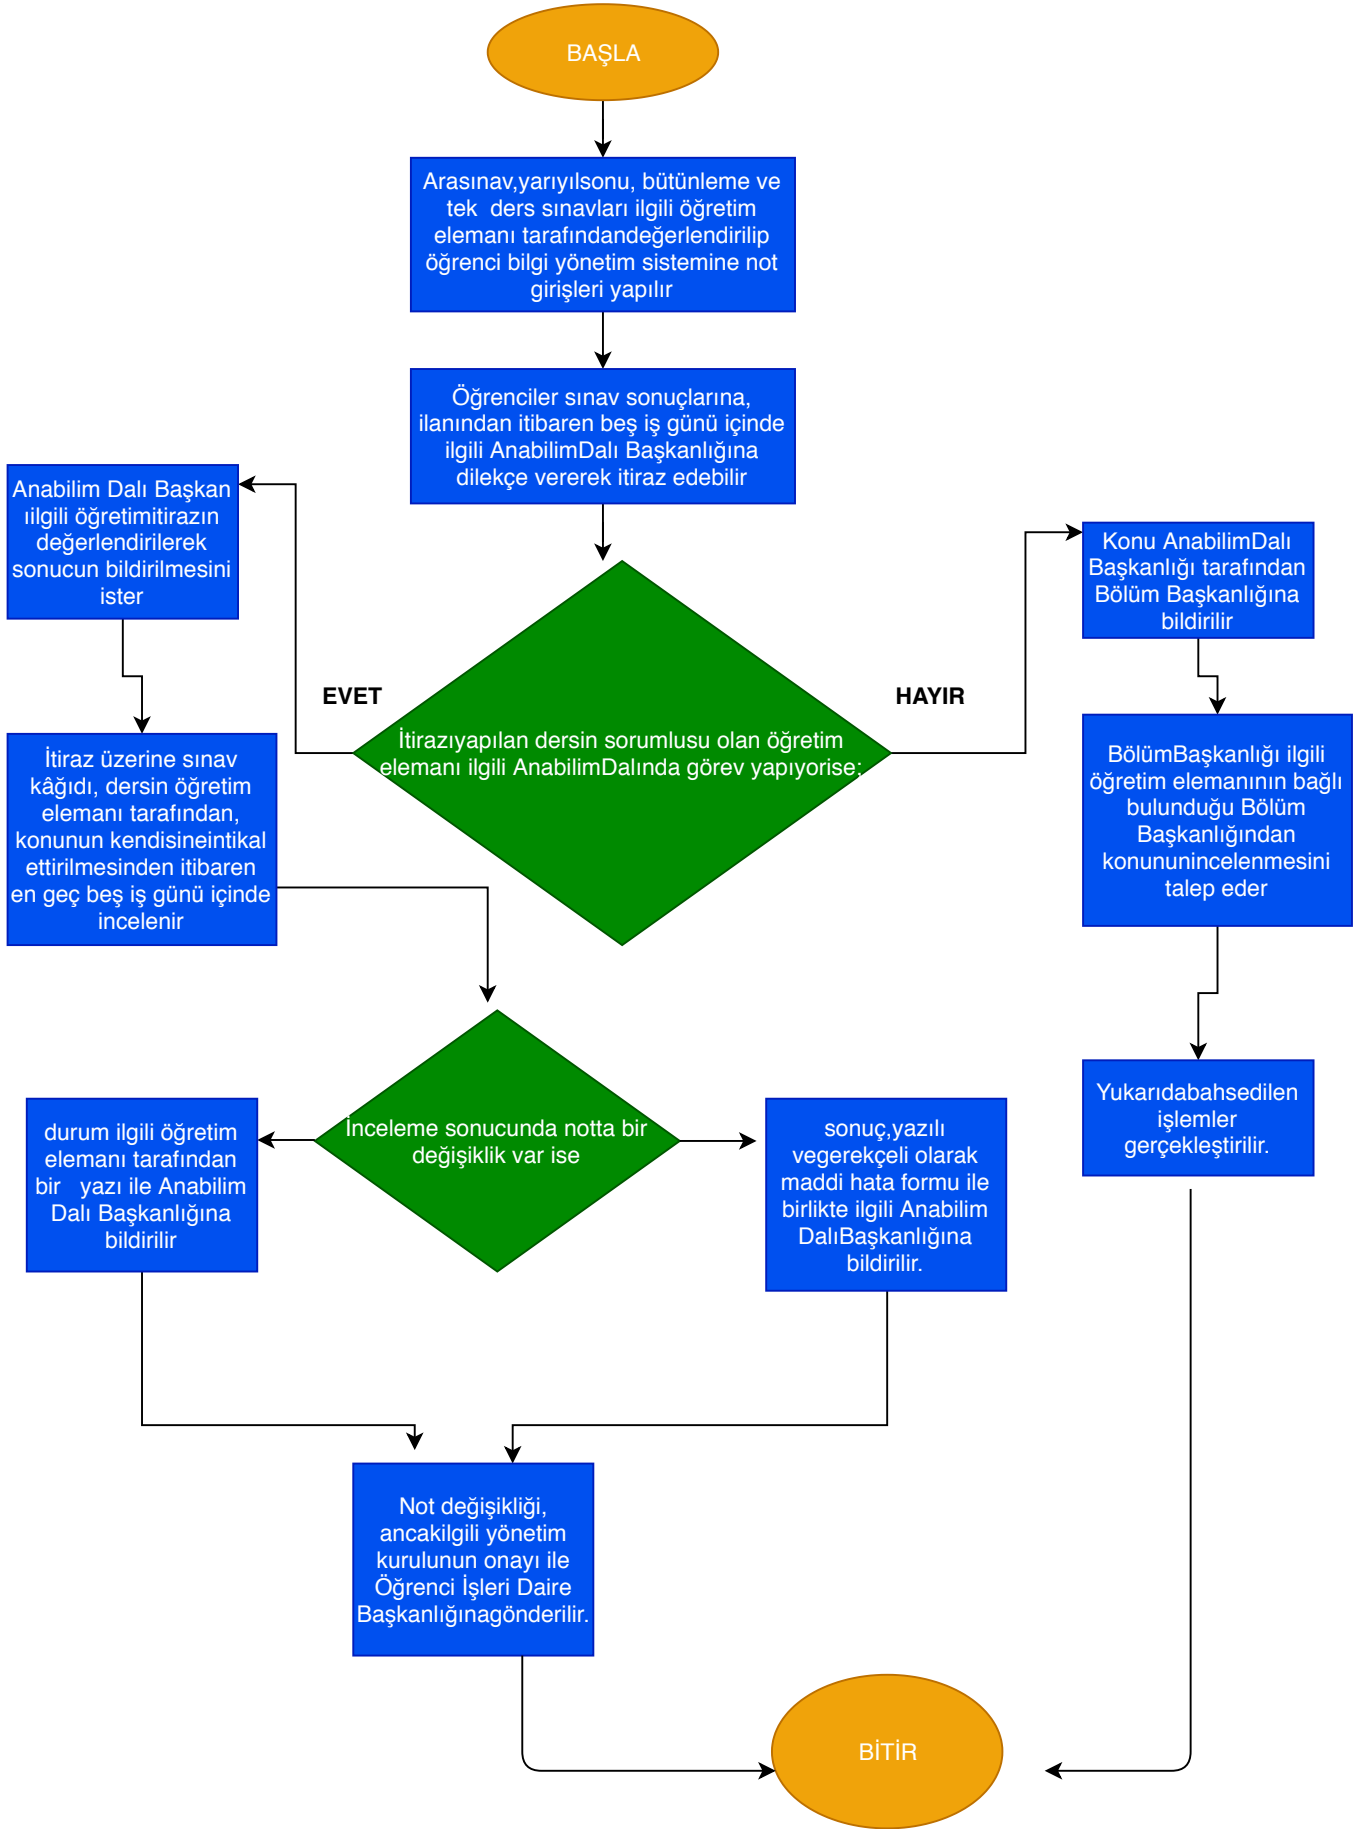 BAŞLA
Arasınav,yarıyılsonu, bütünleme ve
tek  ders sınavları ilgili öğretim
elemanı tarafındandeğerlendirilip
öğrenci bilgi yönetim sistemine not
girişleri yapılır
Öğrenciler sınav sonuçlarına,
ilanından itibaren beş iş günü içinde
ilgili AnabilimDalı Başkanlığına
dilekçe vererek itiraz edebilir
Anabilim Dalı Başkan
ıilgili öğretimitirazın
değerlendirilerek
sonucun bildirilmesini
ister
Konu AnabilimDalı
Başkanlığı tarafından
Bölüm Başkanlığına
bildirilir
EVET
HAYIR
İtirazıyapılan dersin sorumlusu olan öğretim
elemanı ilgili AnabilimDalında görev yapıyorise;
İtiraz üzerine sınav
kâğıdı, dersin öğretim
elemanı tarafından,
konunun kendisineintikal
ettirilmesinden itibaren
en geç beş iş günü içinde
incelenir
BölümBaşkanlığı ilgili
öğretim elemanının bağlı
bulunduğu Bölüm
Başkanlığından
konununincelenmesini
talep eder
İnceleme sonucunda notta bir
değişiklik var ise
durum ilgili öğretim
elemanı tarafından
bir   yazı ile Anabilim
Dalı Başkanlığına
bildirilir
sonuç,yazılı
vegerekçeli olarak
maddi hata formu ile
birlikte ilgili Anabilim
DalıBaşkanlığına
bildirilir.
Yukarıdabahsedilen
işlemler
gerçekleştirilir.
Not değişikliği,
ancakilgili yönetim
kurulunun onayı ile
Öğrenci İşleri Daire
Başkanlığınagönderilir.
BİTİR